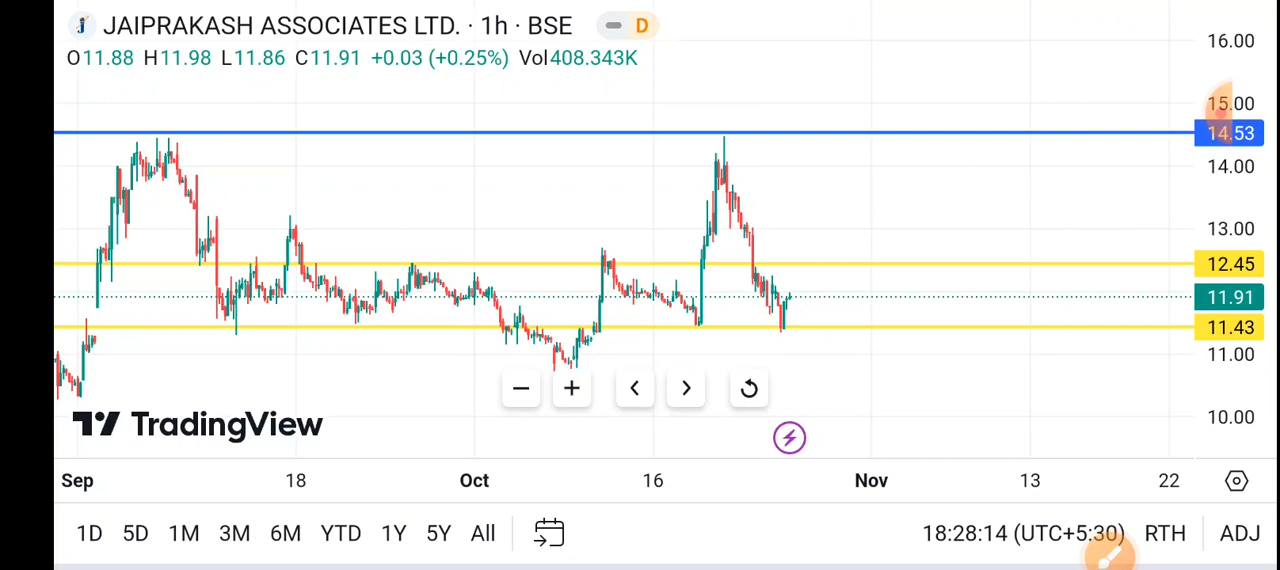 JAIPRAKASH ASSOCIATES LTD. · 1h · BSE D
O11.88 H11.98 L11.86 C11.91 +0.03 (+0.25%) Vol408.343K
16.00
15.00
14.53
14.00
13.00
12.45
11.91
11.43
11.00
10.00
TradingView
Sep 18 Oct 16 Nov 13 22
1D 5D 1M 3M 6M YTD 1Y 5Y All 18:28:14 (UTC+5:30) RTH ADJ